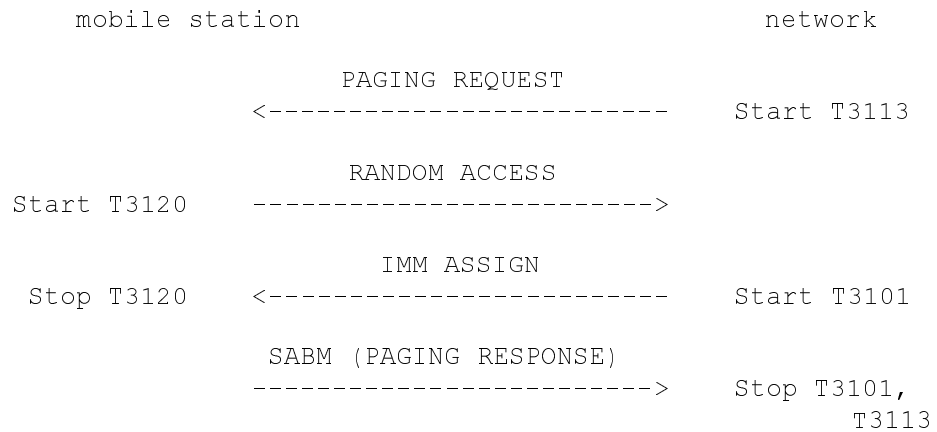 mobile station network
PAGING REQUEST
<------------------------- Start T3113
RANDOM ACCESS
Start T3120 ------------------------->
IMM ASSIGN
Stop T3120 <------------------------- Start T3101
SABM (PAGING RESPONSE)
-------------------------> Stop T3101,
T3113